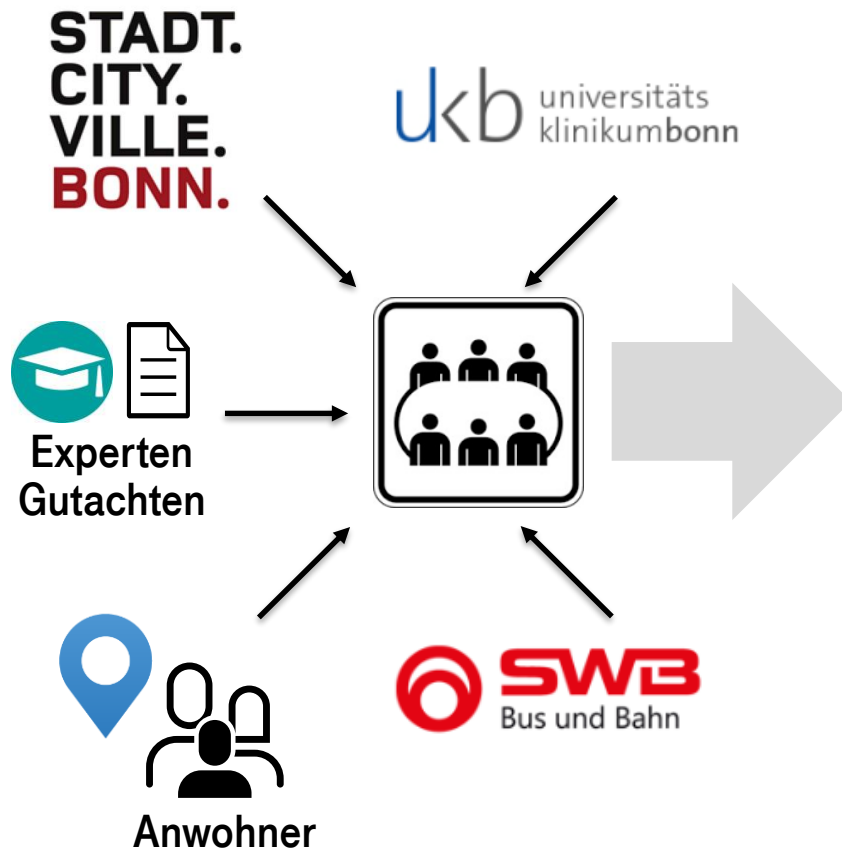 STADT.
CITY.
VILLE.
BONN.
ukb universitäts
klinikumbonn
Experten
Gutachten
SWB
Bus und Bahn
Anwohner